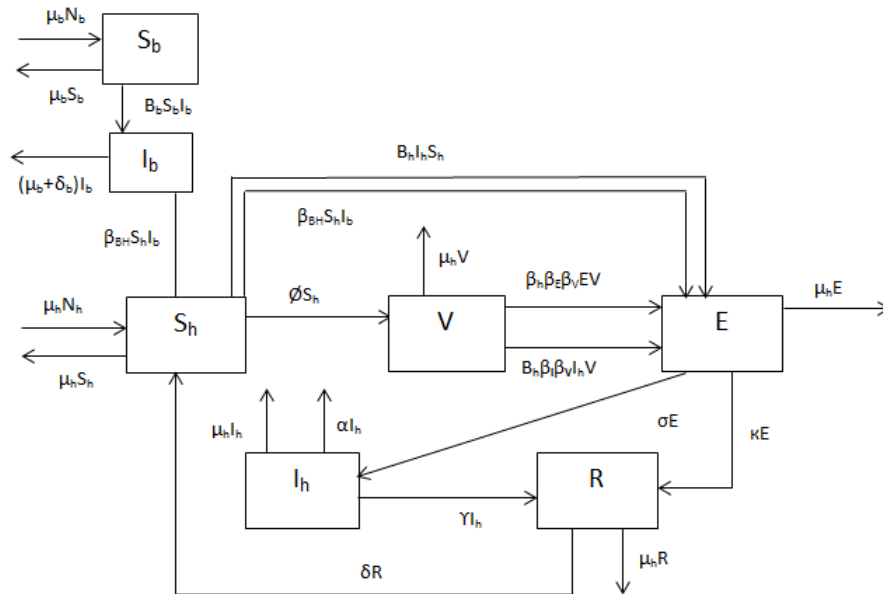 μbNb
Sb
μbSb
BbSbIb
Ib
(μb+δb)Ib
BhIhSh
βBHShIb
βBHShIb
μhV
μhNh
Sh
ØSh
V
βhβEβVEV
E
μhE
μhSh
BhβIβVIhV
μhIh
αIh
σE
κE
Ih
R
ϒIh
μhR
δR